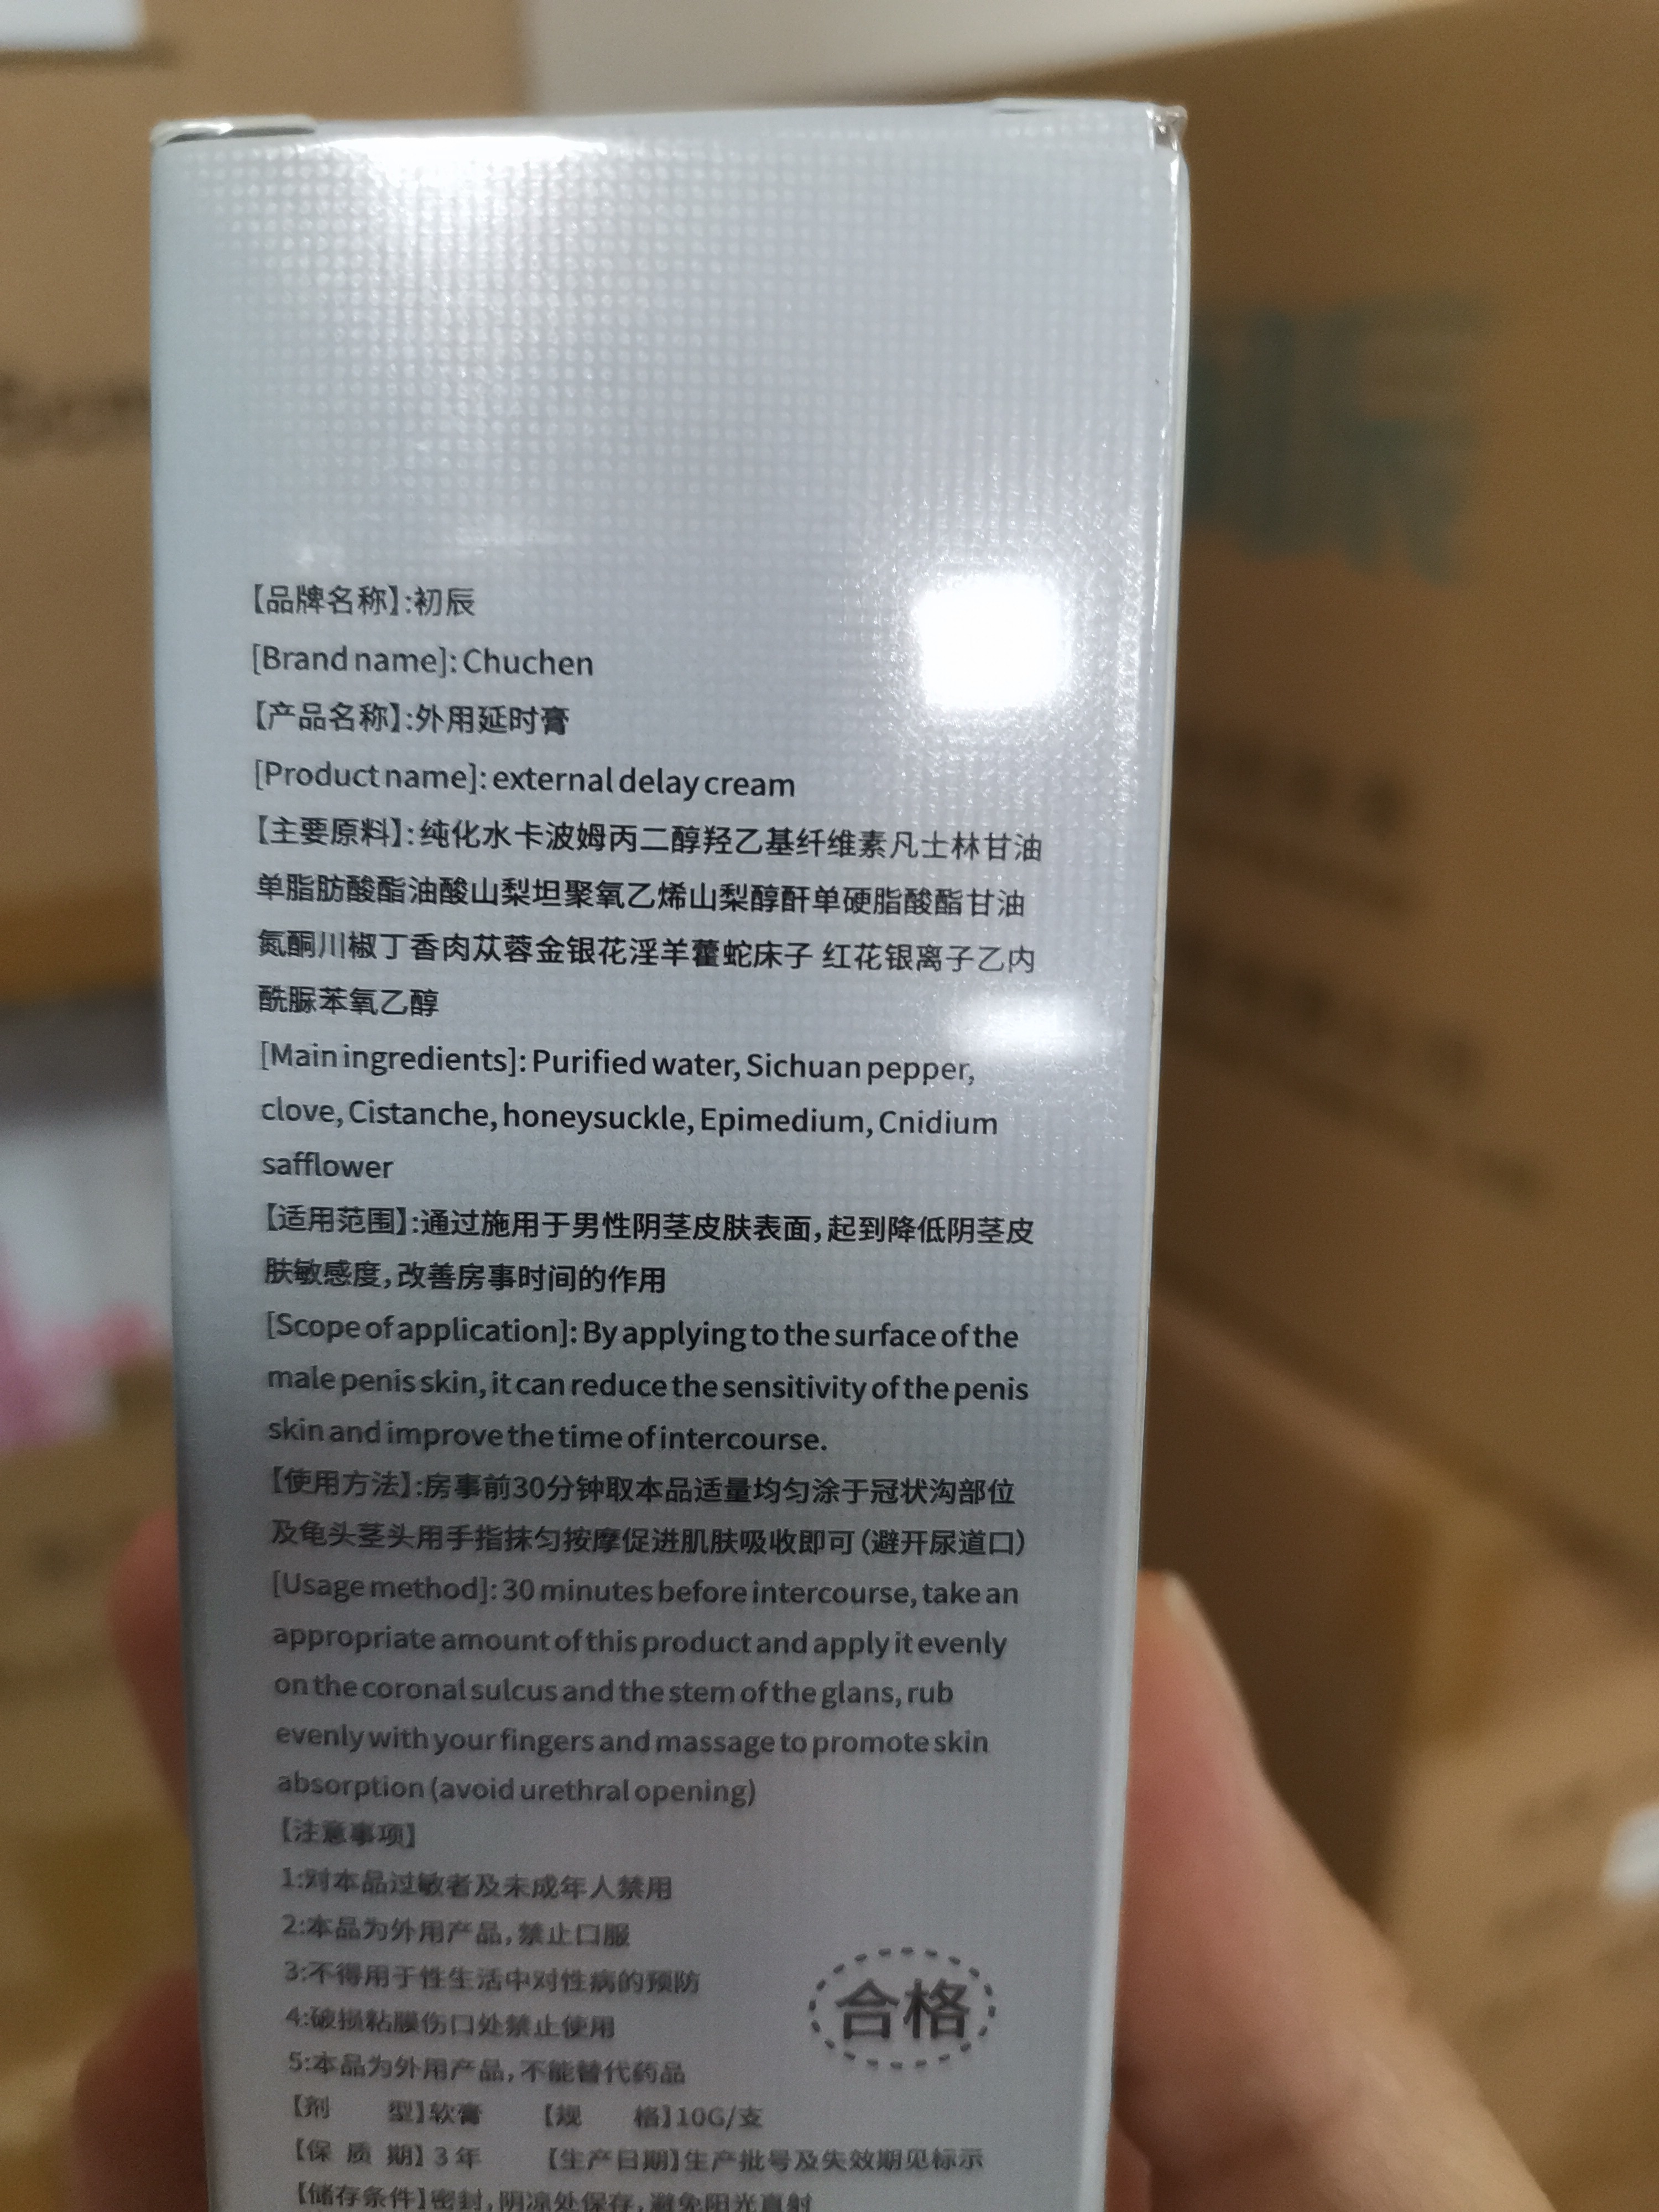 【品牌名称】:初辰
[Brand name]: Chuchen
【产品名称】:外用延时膏
[Product name]: external delay cream
【主要原料】:纯化水卡波姆丙二醇羟乙基纤维素凡士林甘油
单脂肪酸酯油酸山梨坦聚氧乙烯山梨醇酐单硬脂酸酯甘油
氮酮川椒丁香肉苁蓉金银花淫羊藿蛇床子 红花银离子乙内
酰脲苯氧乙醇
[Main ingredients]: Purified water, Sichuan pepper,
clove, Cistanche, honeysuckle, Epimedium, Cnidium
safflower
【适用范围】:通过施用于男性阴茎皮肤表面,起到降低阴茎皮
肤敏感度,改善房事时间的作用
[Scope of application]: By applying to the surface of the
male penis skin, it can reduce the sensitivity of the penis
skin and improve the time of intercourse.
【使用方法】:房事前30分钟取本品适量均匀涂于冠状沟部位
及龟头茎头用手指抹匀按摩促进肌肤吸收即可(避开尿道口)
[Usage method]: 30 minutes before intercourse, take an
appropriate amount of this product and apply it evenly
on the coronal sulcus and the stem of the glans, rub
evenly with your fingers and massage to promote skin
absorption (avoid urethral opening)
【注意事项】
1:对本品过敏者及未成年人禁用
2:本品为外用产品,禁止口服
3:不得用于性生活中对性病的预防
4:破损粘膜伤口处禁止使用
5:本品为外用产品,不能替代药品
合格
【剂 型】软膏 【规 格】10G/支
【保 质 期】3年 【生产日期】生产批号及失效期见标示
【储存条件】密封,阴凉处保存,避免阳光直射